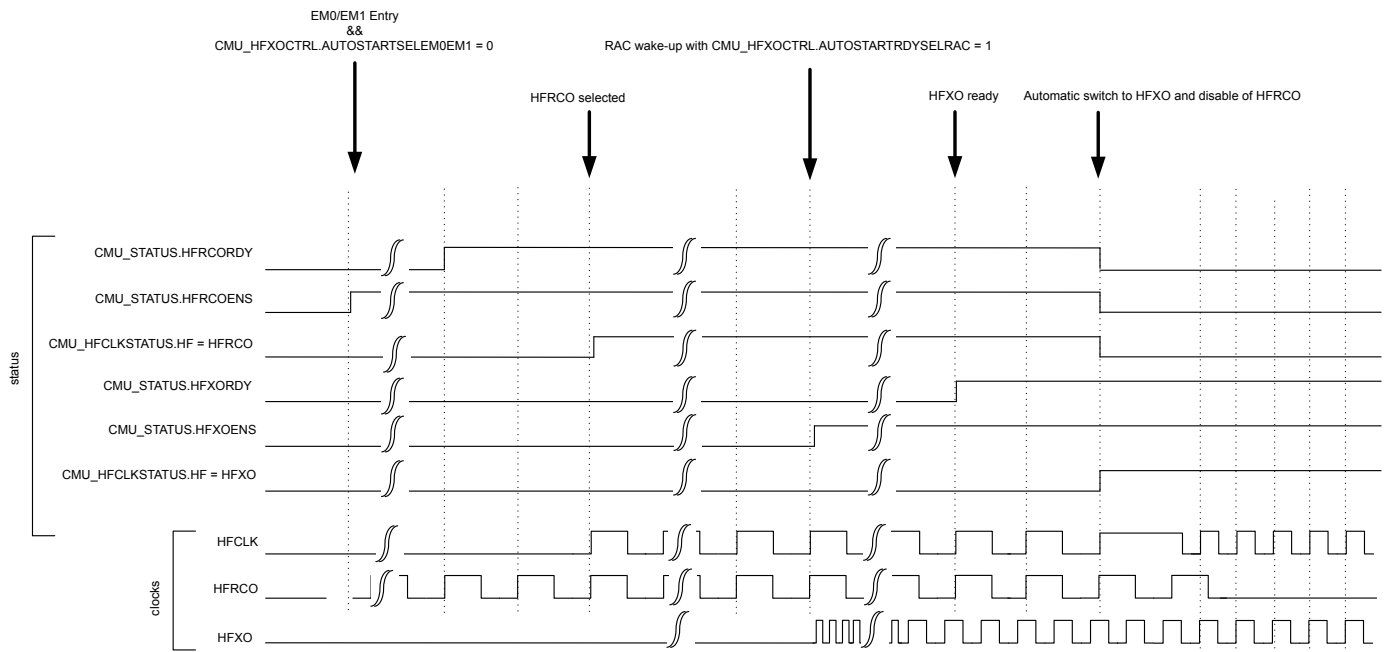 EM0/EM1 Entry
&&
CMU_HFXOCTRL.AUTOSTARTSELEM0EM1 = 0
RAC wake-up with CMU_HFXOCTRL.AUTOSTARTRDYSELRAC = 1
HFRCO selected
HFXO ready
Automatic switch to HFXO and disable of HFRCO
status
CMU_STATUS.HFRCORDY
CMU_STATUS.HFRCOENS
CMU_HFCLKSTATUS.HF = HFRCO
CMU_STATUS.HFXORDY
CMU_STATUS.HFXOENS
CMU_HFCLKSTATUS.HF = HFXO
clocks
HFCLK
HFRCO
HFXO